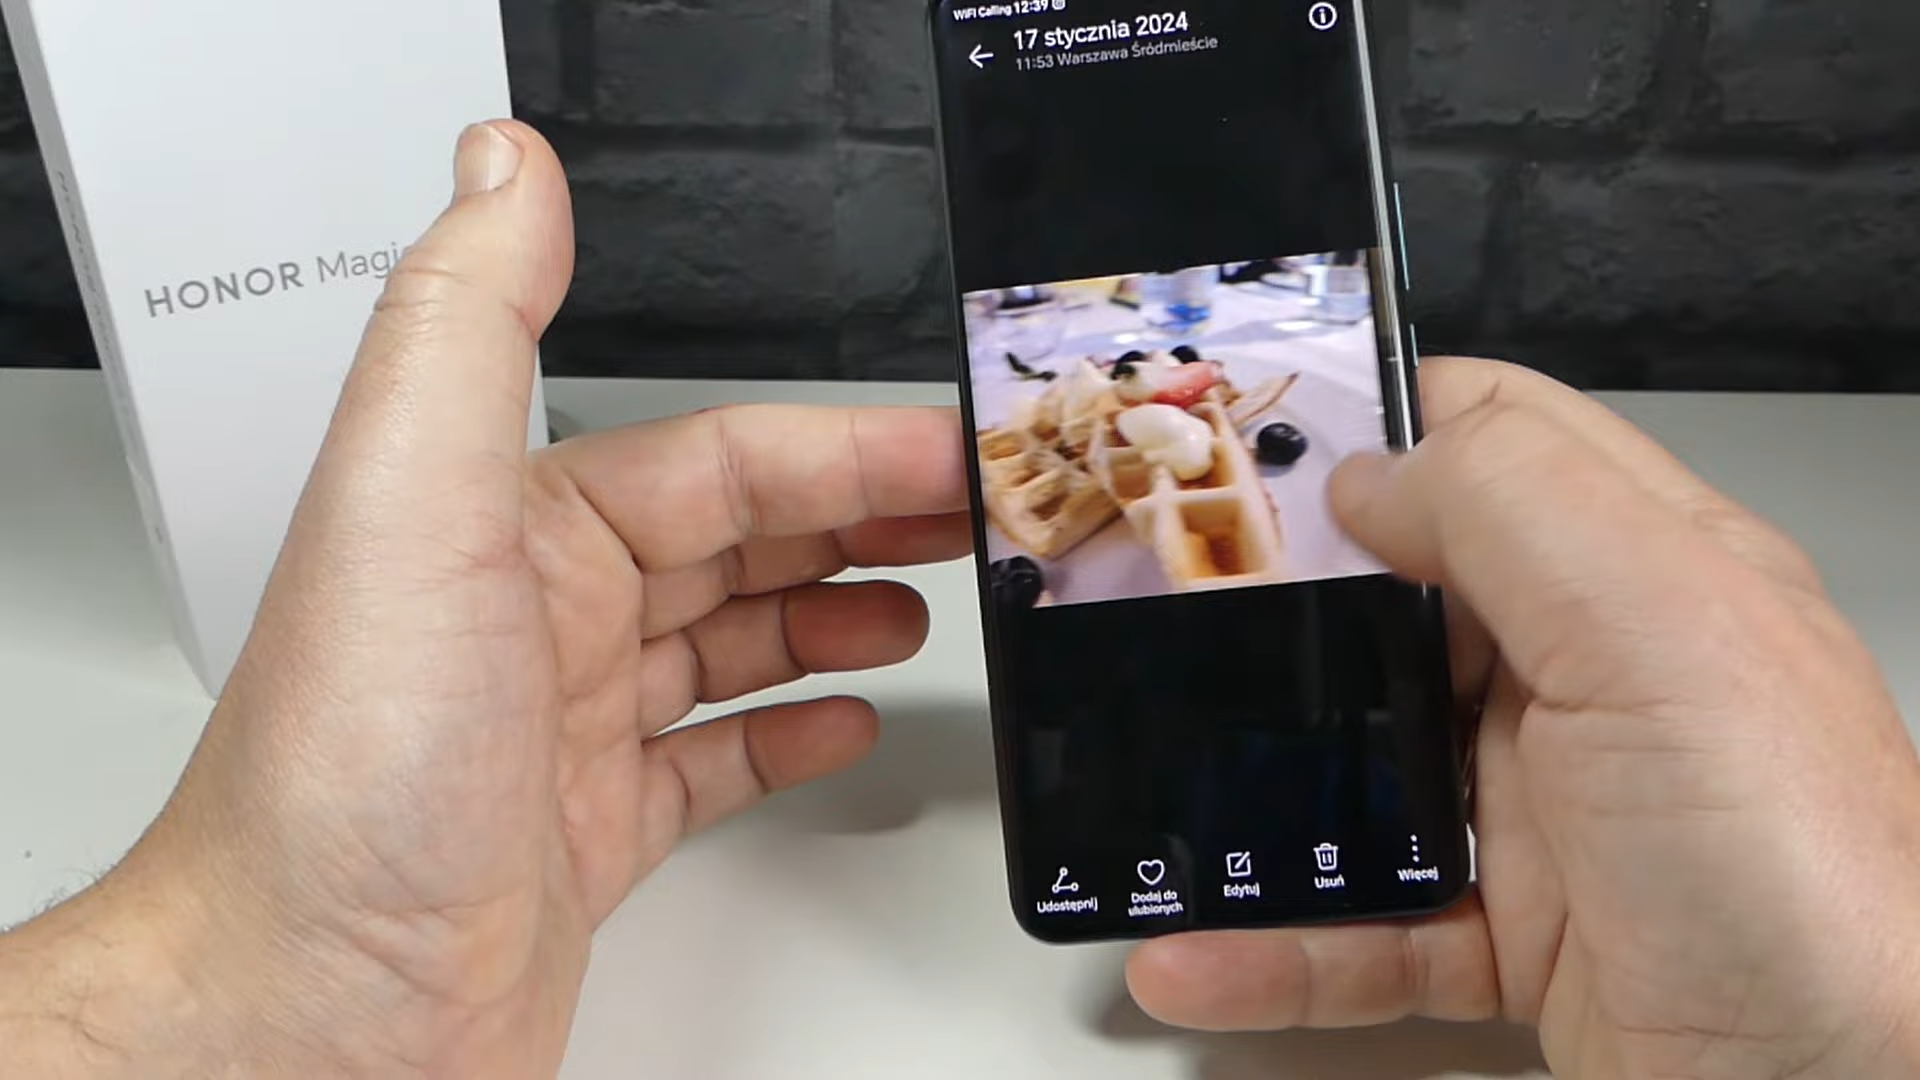 WiFi Calling 12:39
17 stycznia 2024
11:53 Warszawa Śródmieście
HONOR Magic
Udostępnij
Dodaj do
ulubionych
Edytuj
Usuń
Więcej